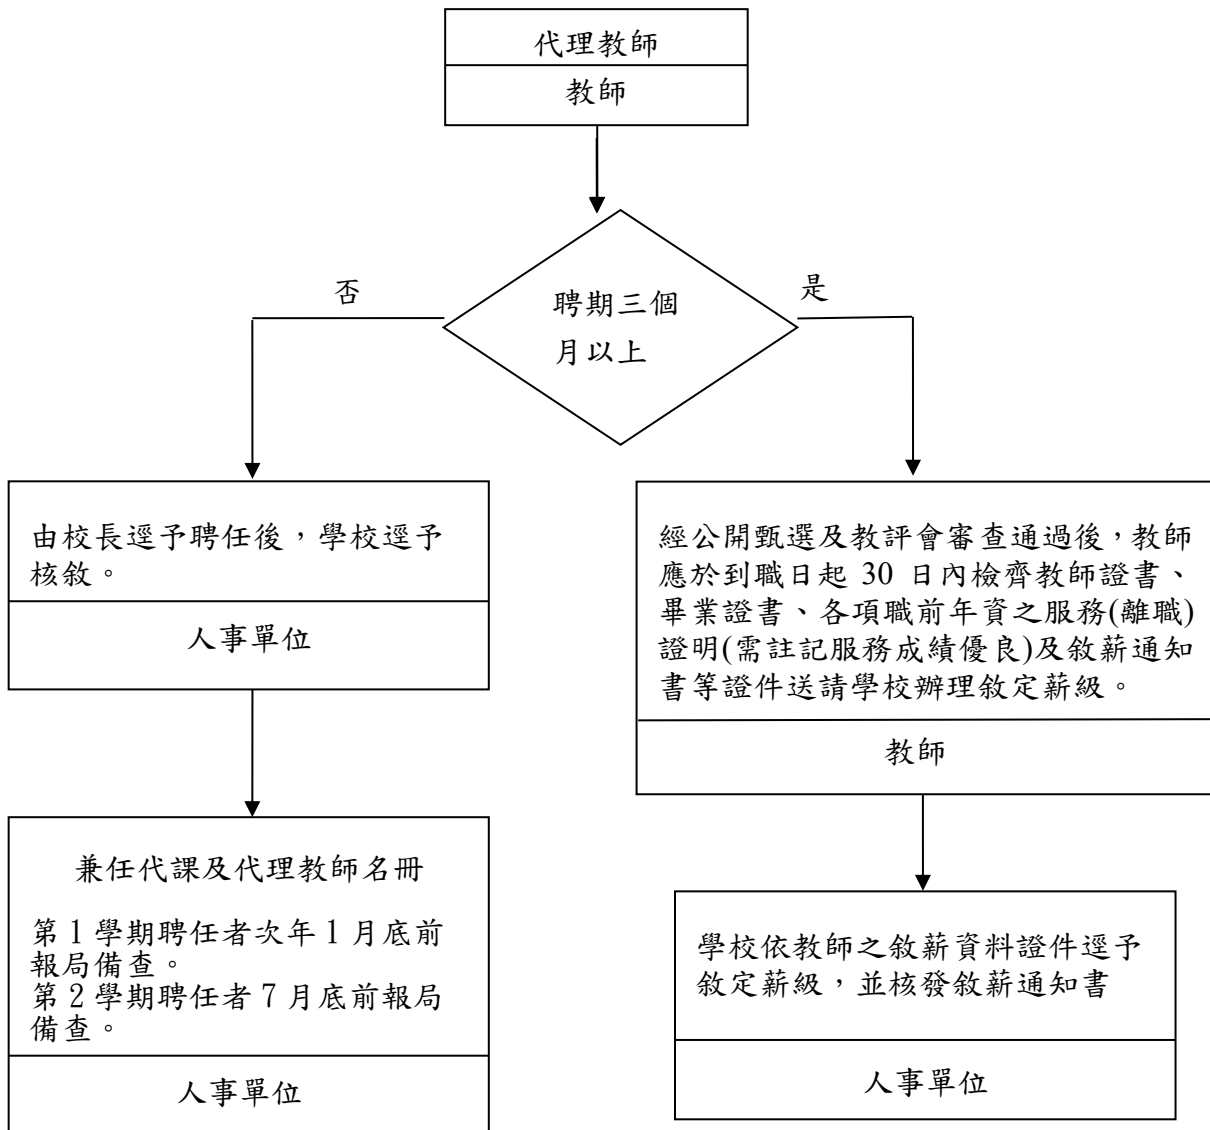 代理教師
教師
否
是
聘期三個
月以上
由校長逕予聘任後，學校逕予
核敘。
人事單位
經公開甄選及教評會審查通過後，教師
應於到職日起 30 日內檢齊教師證書、
畢業證書、各項職前年資之服務(離職)
證明(需註記服務成績優良)及敘薪通知
書等證件送請學校辦理敘定薪級。
教師
兼任代課及代理教師名冊
第 1 學期聘任者次年 1 月底前
報局備查。
第 2 學期聘任者 7 月底前報局
備查。
人事單位
學校依教師之敘薪資料證件逕予
敘定薪級，並核發敘薪通知書
人事單位